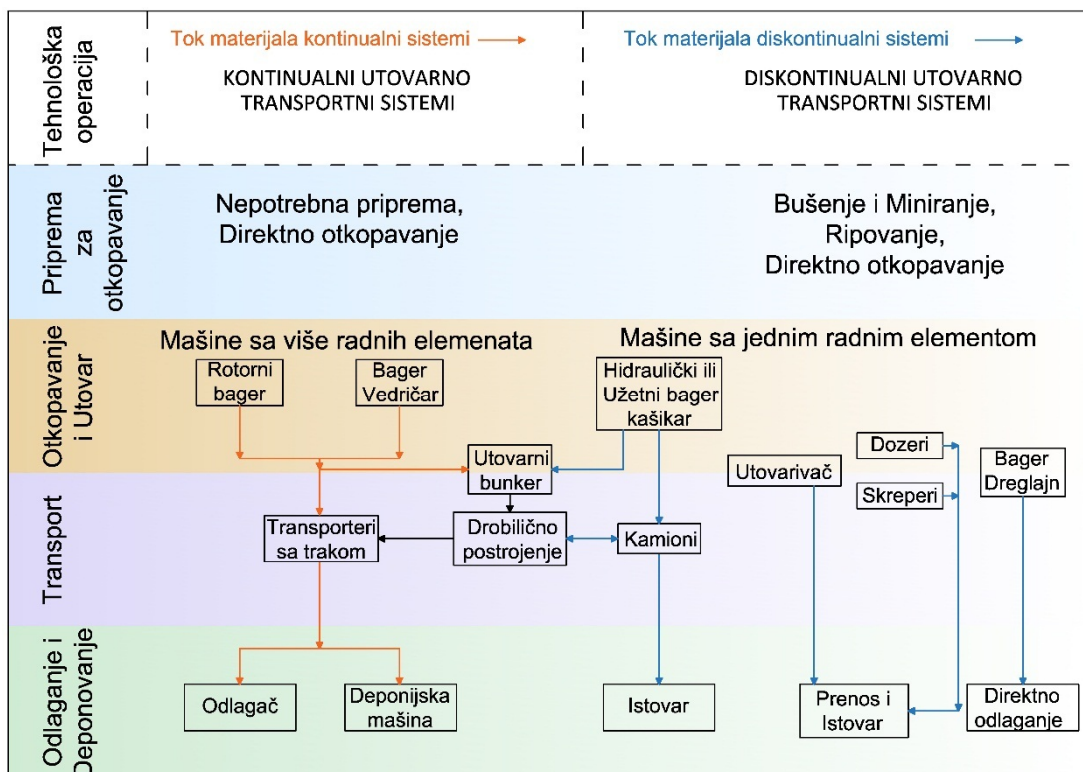 Tehnološka
operacija
Tok materijala kontinualni sistemi
KONTINUALNI UTOVARNO
TRANSPORTNI SISTEMI
Tok materijala diskontinualni sistemi
DISKONTINUALNI UTOVARNO
TRANSPORTNI SISTEMI
Priprema
za
otkopavanje
Nepotrebna priprema,
Direktno otkopavanje
Bušenje i Miniranje,
Ripovanje,
Direktno otkopavanje
Otkopavanje
i Utovar
Mašine sa više radnih elemenata
Mašine sa jednim radnim elementom
Rotorni
bager
Bager
Vedričar
Hidraulički ili
Užetni bager
kašikar
Utovarni
bunker
Utovarivač
Dozeri
Skreperi
Bager
Dreglajn
Transport
Transporteri
sa trakom
Drobilično
postrojenje
Kamioni
Odlaganje i
Deponovanje
Odlagač
Deponijska
mašina
Istovar
Prenos i
Istovar
Direktno
odlaganje